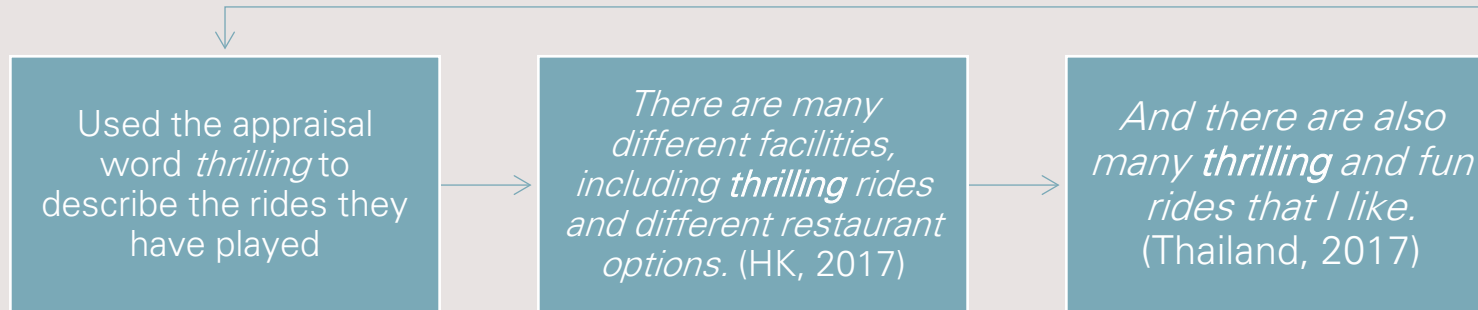 Used the appraisal
word thrilling to
describe the rides they
have played
There are many
different facilities,
including thrilling rides
and different restaurant
options. (HK, 2017)
And there are also
many thrilling and fun
rides that I like.
(Thailand, 2017)